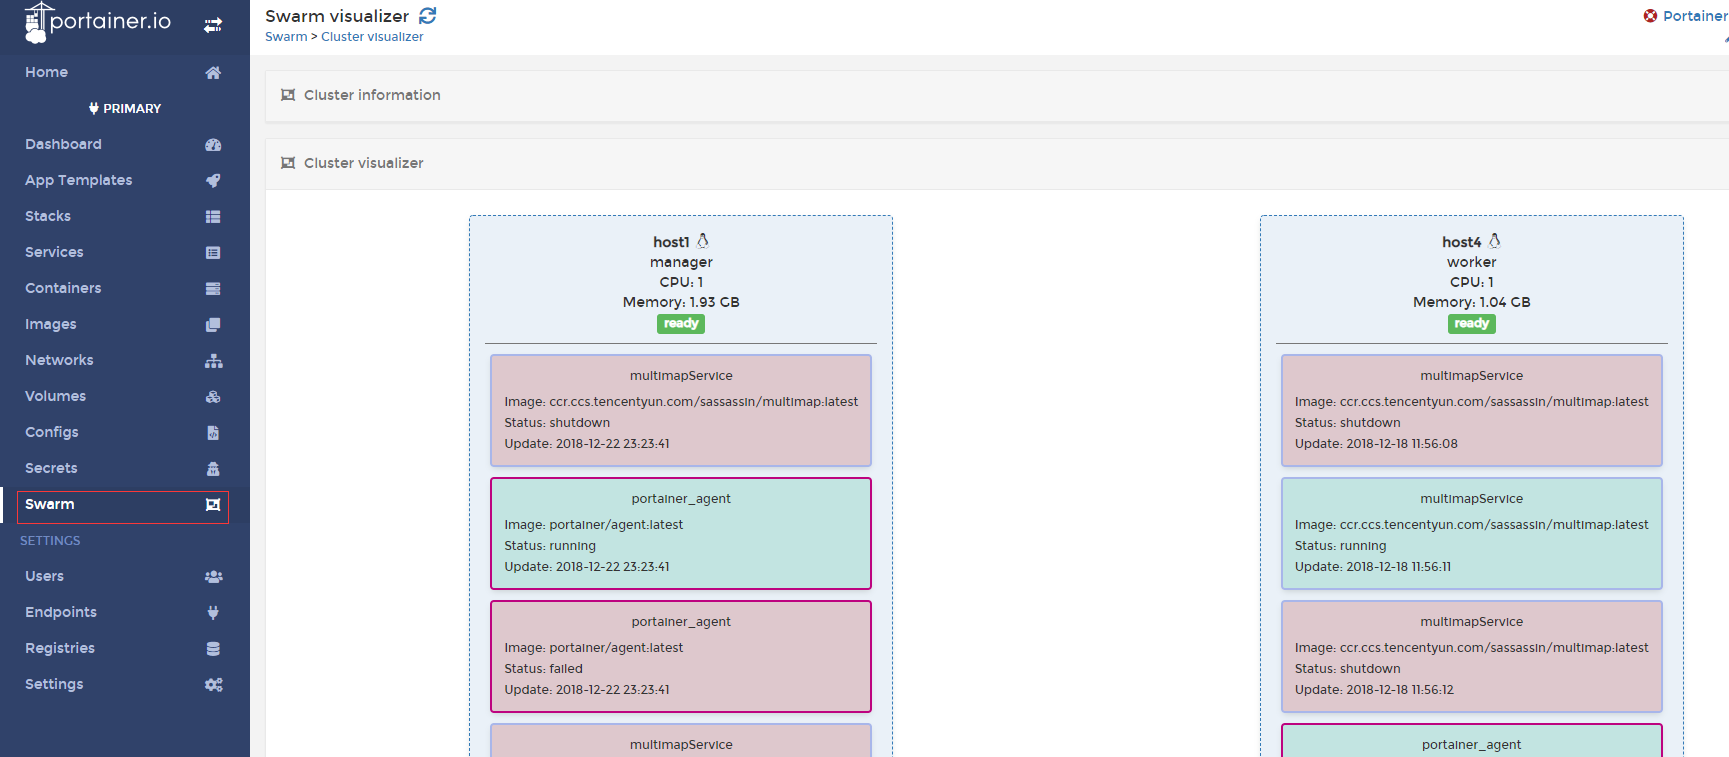 portainer.io
Home
PRIMARY
Dashboard
App Templates
Stacks
Services
Containers
Images
Networks
Volumes
Configs
Secrets
Swarm
SETTINGS
Users
Endpoints
Registries
Settings
Swarm visualizer
Swarm > Cluster visualizer
Portainer
Cluster information
Cluster visualizer
host1
manager
CPU: 1
Memory: 1.93 GB
ready
multimapService
Image: ccr.ccs.tencentyun.com/sassassin/multimap:latest
Status: shutdown
Update: 2018-12-22 23:23:41
portainer_agent
Image: portainer/agent:latest
Status: running
Update: 2018-12-22 23:23:41
portainer_agent
Image: portainer/agent:latest
Status: failed
Update: 2018-12-22 23:23:41
multimapService
host4
worker
CPU: 1
Memory: 1.04 GB
ready
multimapService
Image: ccr.ccs.tencentyun.com/sassassin/multimap:latest
Status: shutdown
Update: 2018-12-18 11:56:08
multimapService
Image: ccr.ccs.tencentyun.com/sassassin/multimap:latest
Status: running
Update: 2018-12-18 11:56:11
multimapService
Image: ccr.ccs.tencentyun.com/sassassin/multimap:latest
Status: shutdown
Update: 2018-12-18 11:56:12
portainer_agent